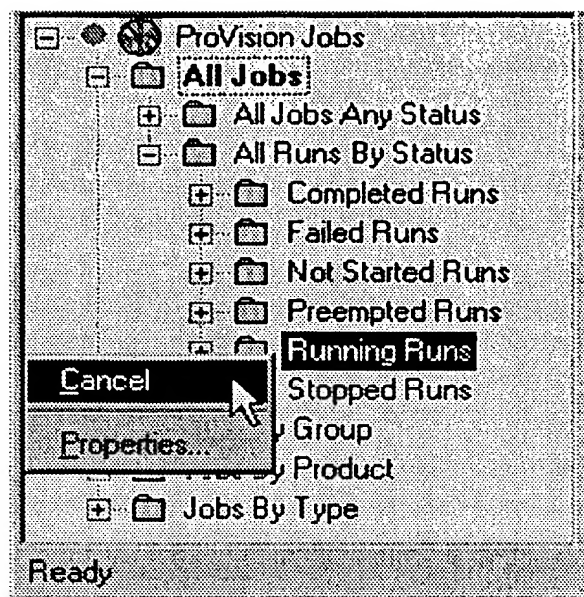 ProVision Jobs
All Jobs
All Jobs Any Status
All Runs By Status
Completed Runs
Failed Runs
Not Started Runs
Preempted Runs
Running Runs
Cancel
Stopped Runs
Group
Properties...
By Product
Jobs By Type
Ready